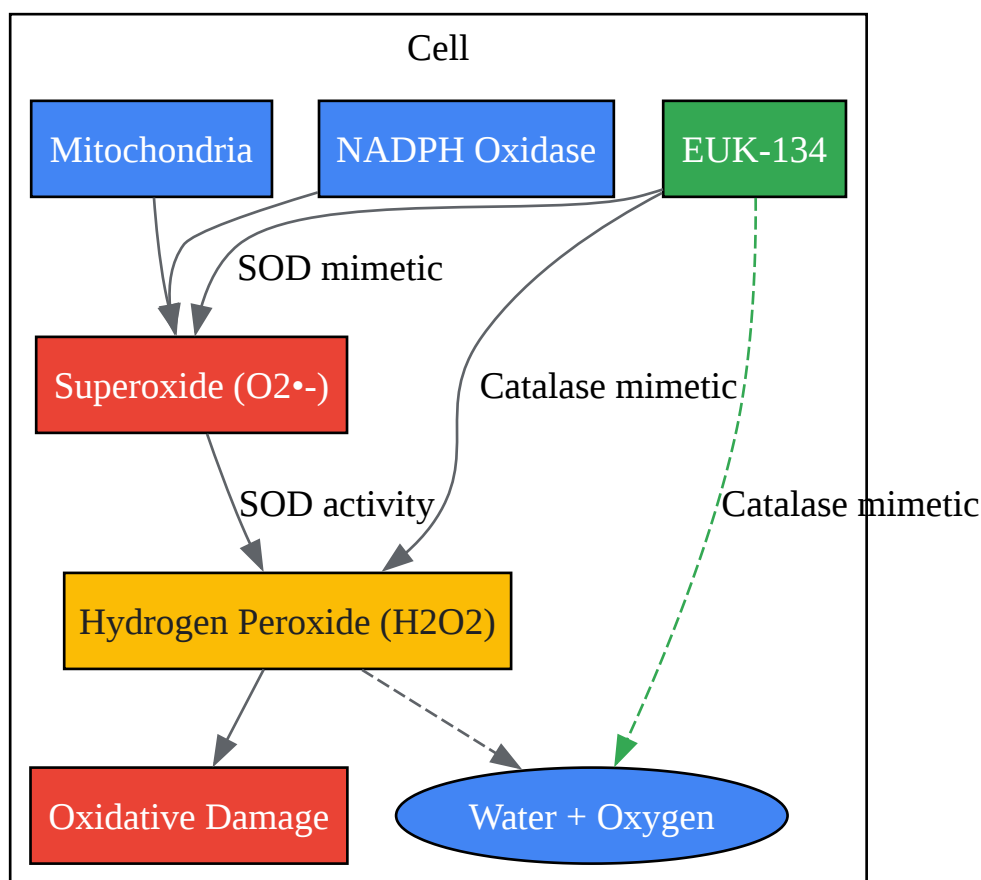 Cell
Mitochondria
NADPH Oxidase
EUK-134
SOD mimetic
Superoxide (O2•-)
Catalase mimetic
SOD activity
Catalase mimetic
Hydrogen Peroxide (H2O2)
Oxidative Damage
Water + Oxygen